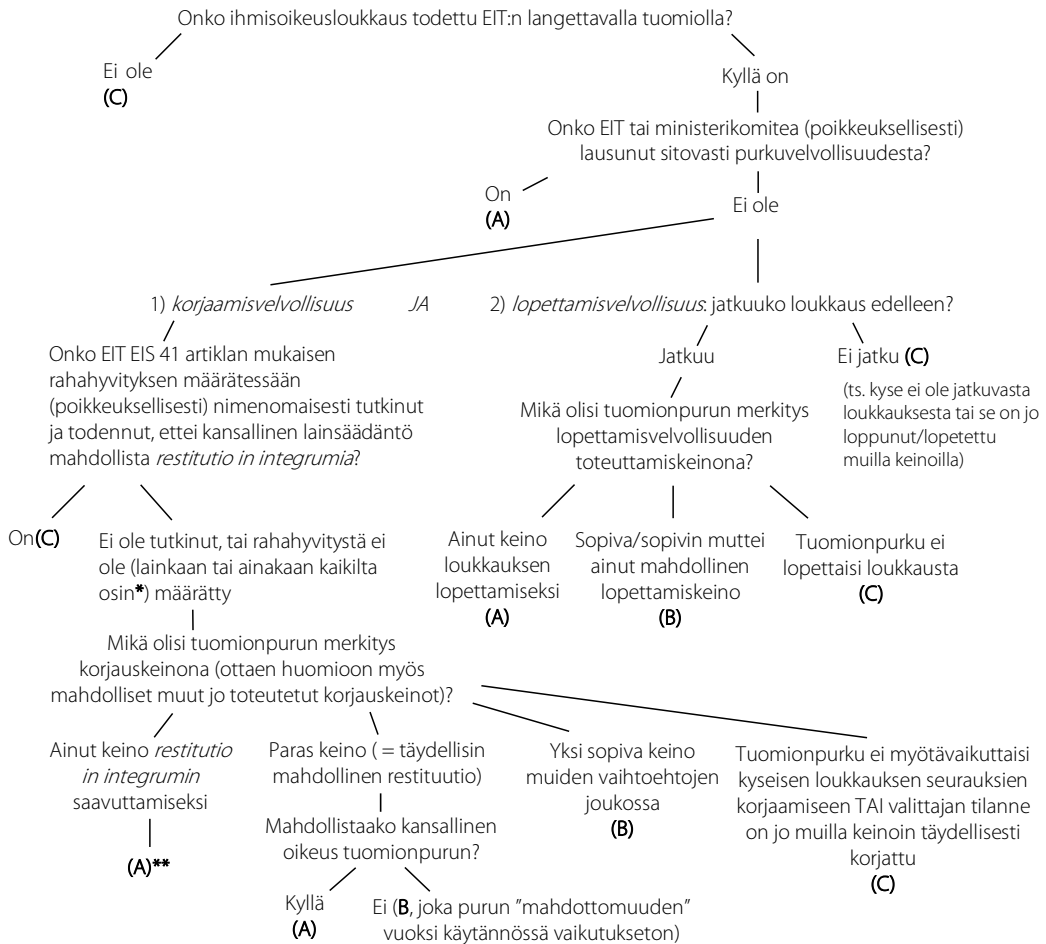 Onko ihmisoikeusloukkaus todettu EIT:n langettavalla tuomiolla?
Ei ole
(C)
Kyllä on
Onko EIT tai ministerikomitea (poikkeuksellisesti)
lausunut sitovasti purkuvelvollisuudesta?
On
(A)
Ei ole
1) korjaamisvelvollisuus JA 2) lopettamisvelvollisuus: jatkuuko loukkaus edelleen?
Onko EIT EIS 41 artiklan mukaisen
rahahyvityksen määrätessään
(poikkeuksellisesti) nimenomaisesti tutkinut
ja todennut, ettei kansallinen lainsäädäntö
mahdollista restitutio in integrumia?
Jatkuu
Ei jatku (C)
(ts. kyse ei ole jatkuvasta
loukkauksesta tai se on jo
loppunut/lopetettu
muilla keinoilla)
Mikä olisi tuomionpurun merkitys
lopettamisvelvollisuuden
toteuttamiskeinona?
On(C)
Ei ole tutkinut, tai rahahyvitystä ei
ole (lainkaan tai ainakaan kaikilta
osin*) määrätty
Ainut keino
loukkauksen
lopettamiseksi
(A)
Sopiva/sopivin muttei
ainut mahdollinen
lopettamiskeino
(B)
Tuomionpurku ei
lopettaisi loukkausta
(C)
Mikä olisi tuomionpurun merkitys
korjauskeinona (ottaen huomioon myös
mahdolliset muut jo toteutetut korjauskeinot)?
Ainut keino restitutio
in integrumin
saavuttamiseksi
(A)**
Paras keino ( = täydellisin
mahdollinen restituutio)
Mahdollistaako kansallinen
oikeus tuomionpurun?
Kyllä
(A)
Ei (B, joka purun "mahdottomuuden"
vuoksi käytännössä vaikutukseton)
Yksi sopiva keino
muiden vaihtoehtojen
joukossa
(B)
Tuomionpurku ei myötävaikuttaisi
kyseisen loukkauksen seurauksien
korjaamiseen TAI valittajan tilanne
on jo muilla keinoin täydellisesti
korjattu
(C)